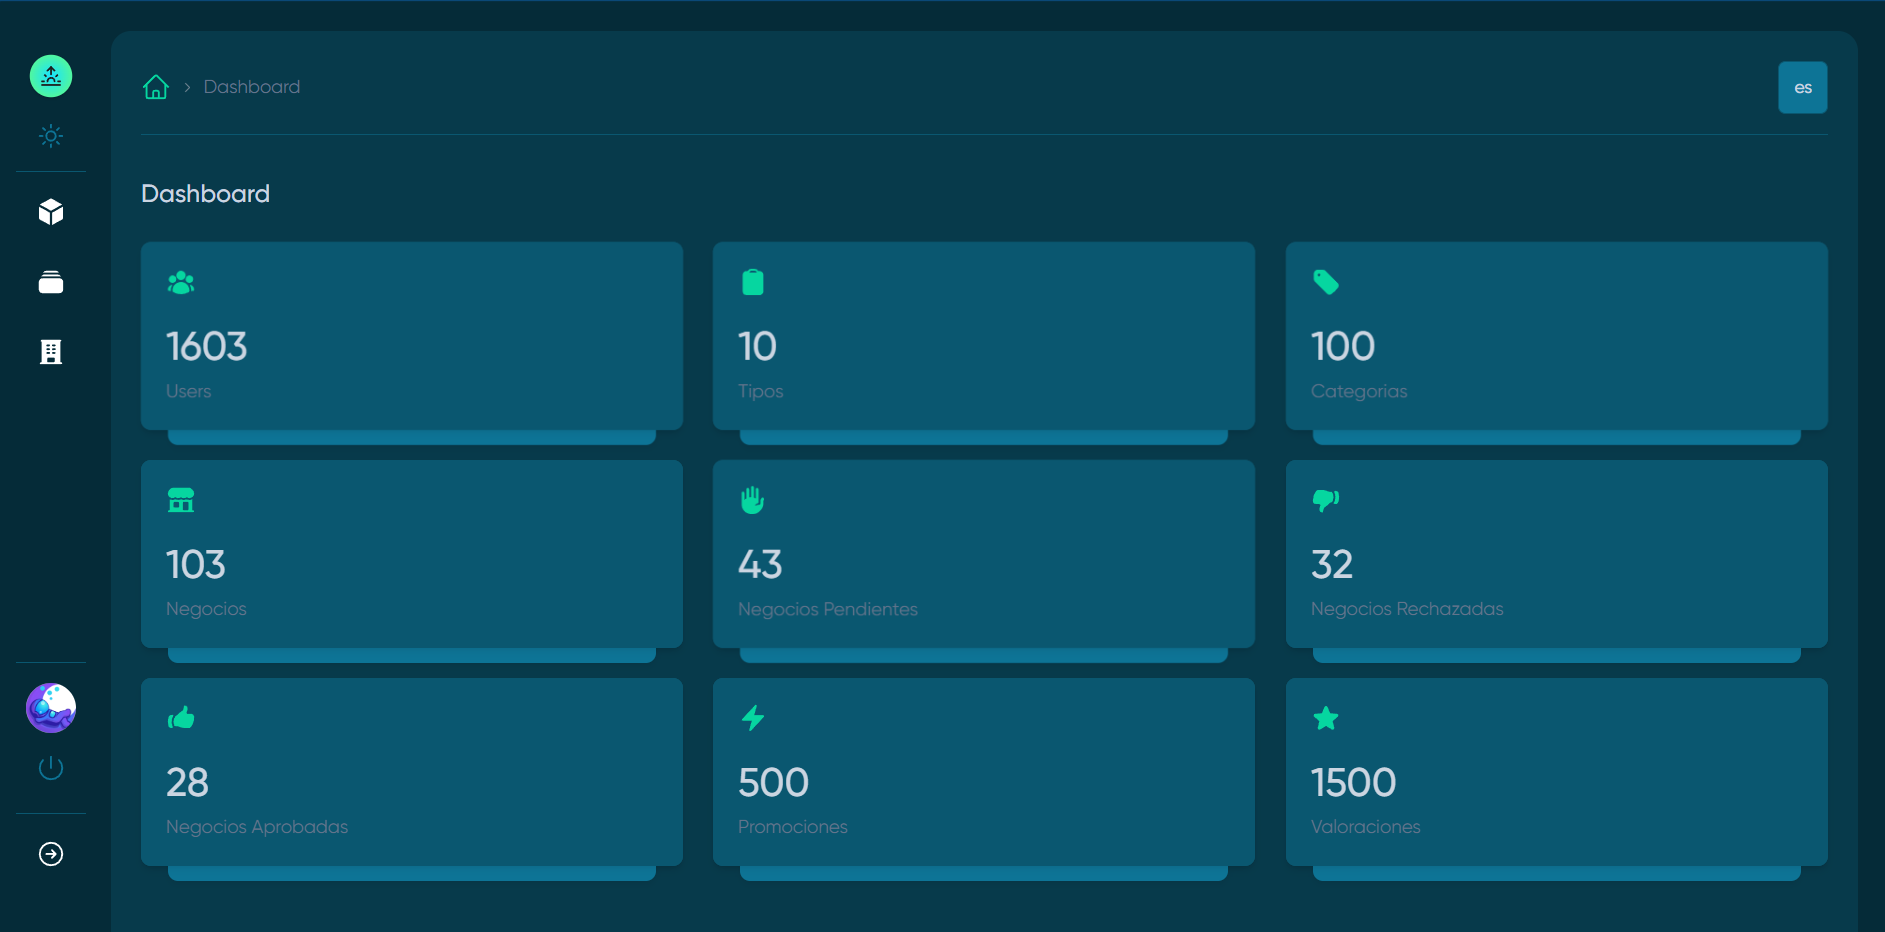 Dashboard
es
Dashboard
1603
Users
10
Tipos
100
Categorias
103
Negocios
43
Negocios Pendientes
32
Negocios Rechazadas
28
Negocios Aprobadas
500
Promociones
1500
Valoraciones